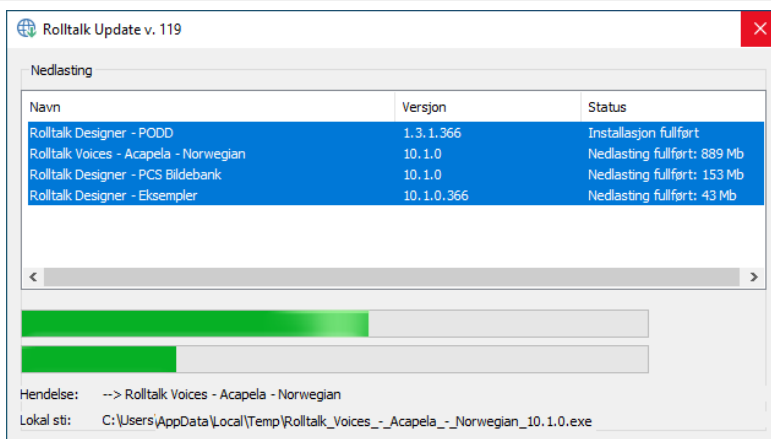 Rolltalk Update v. 119
Nedlasting
Navn Versjon Status
Rolltalk Designer - PODD 1.3.1.366 Installasjon fullført
Rolltalk Voices - Acapela - Norwegian 10.1.0 Nedlasting fullført: 889 Mb
Rolltalk Designer - PCS Bildebank 10.1.0 Nedlasting fullført: 153 Mb
Rolltalk Designer - Eksempler 10.1.0.366 Nedlasting fullført: 43 Mb
Hendelse: --> Rolltalk Voices - Acapela - Norwegian
Lokal sti: C:\Users\AppData\Local\Temp\Rolltalk_Voices_-_Acapela_-_Norwegian_10.1.0.exe